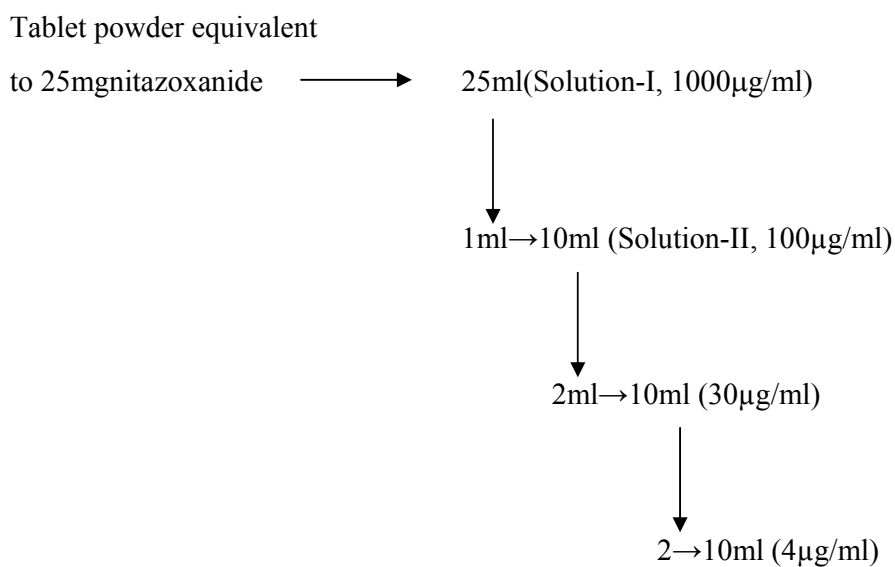 Tablet powder equivalent
to 25mgnitazoxanide
25ml(Solution-I, 1000µg/ml)
1ml→10ml (Solution-II, 100µg/ml)
2ml→10ml (30µg/ml)
2→10ml (4µg/ml)